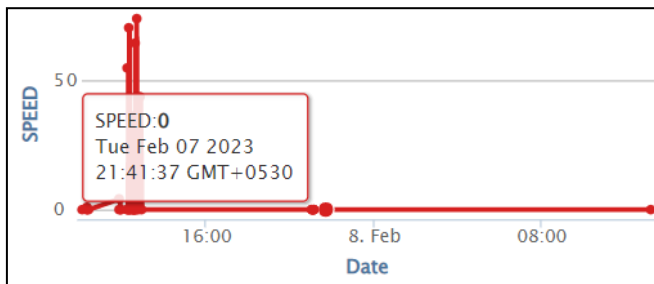 50
SPEED
SPEED:0
Tue Feb 07 2023
21:41:37 GMT+0530
0
16:00
8. Feb
08:00
Date